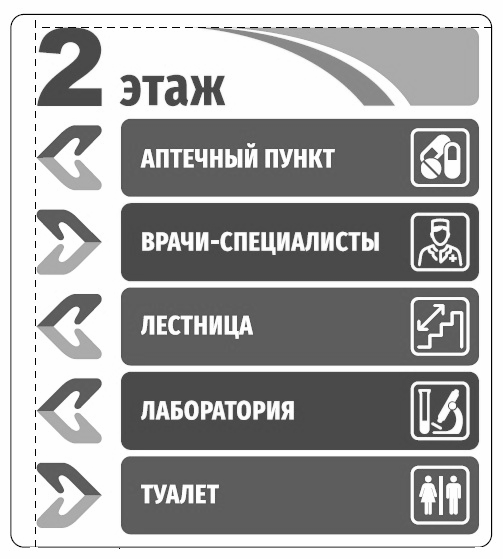 2 этаж
АПТЕЧНЫЙ ПУНКТ
ВРАЧИ-СПЕЦИАЛИСТЫ
ЛЕСТНИЦА
ЛАБОРАТОРИЯ
ТУАЛЕТ